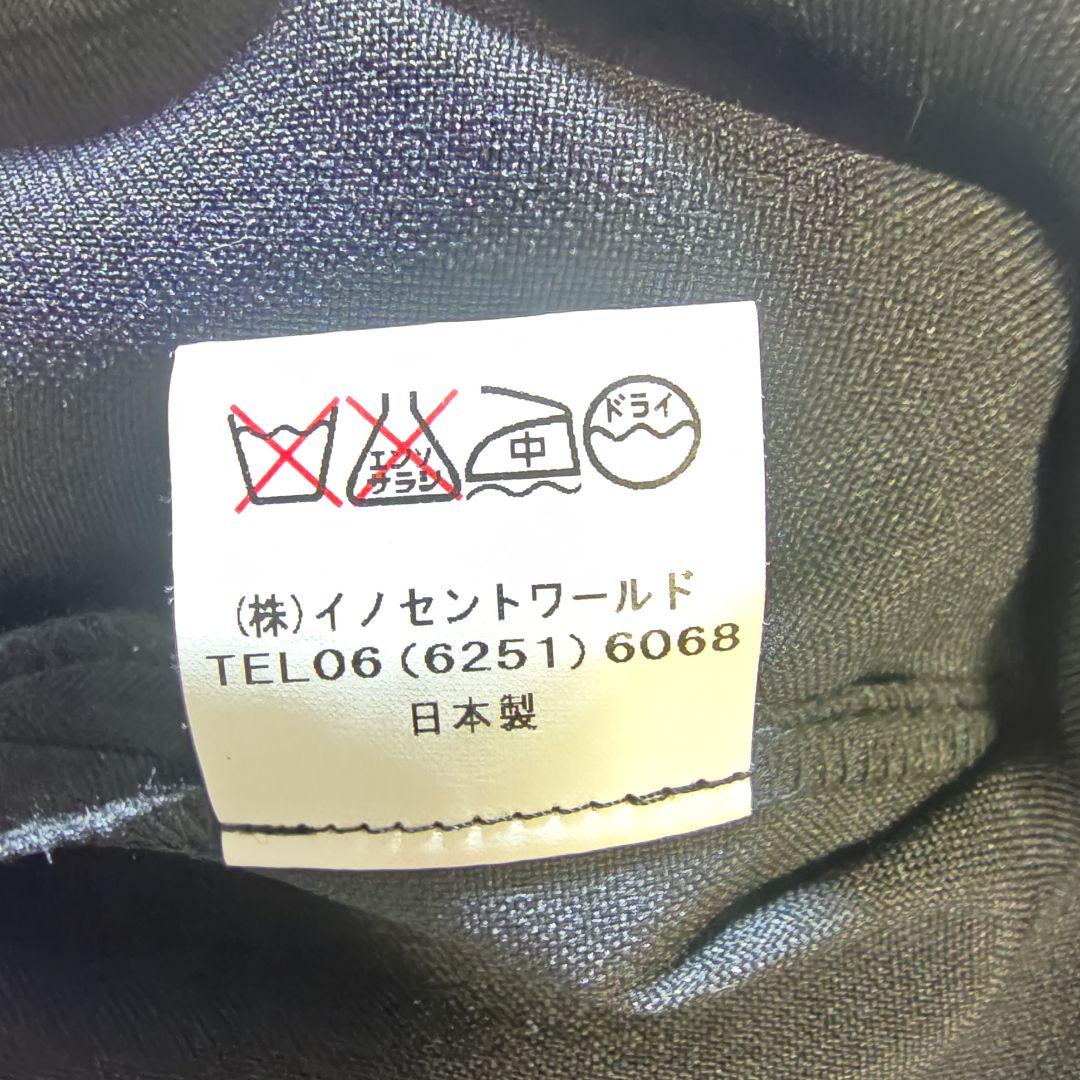 エンソ 中 ドライ
サラシ
(株)イノセントワールド
TEL06(6251)6068
日本製